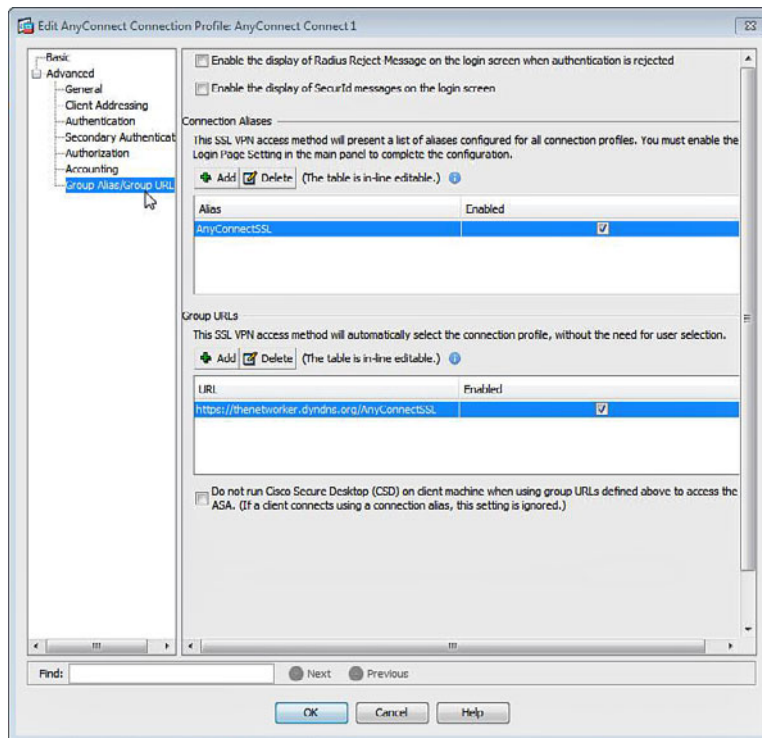 Edit AnyConnect Connection Profile: AnyConnect Connect1
Basic
Advanced
General
Client Addressing
Authentication
Secondary Authenticat
Authorization
Accounting
Group Alias/Group URL
Enable the display of Radius Reject Message on the login screen when authentication is rejected
Enable the display of SecurId messages on the login screen
Connection Aliases
This SSL VPN access method will present a list of aliases configured for all connection profiles. You must enable the
Login Page Setting in the main panel to complete the configuration.
Add Delete (The table is in-line editable.)
Alias Enabled
AnyConnectSSL
Group URLs
This SSL VPN access method will automatically select the connection profile, without the need for user selection.
Add Delete (The table is in-line editable.)
URL Enabled
https://thenetworker.dyndns.org/AnyConnectSSL
Do not run Cisco Secure Desktop (CSD) on client machine when using group URLs defined above to access the
ASA. (If a client connects using a connection alias, this setting is ignored.)
Find: Next Previous
OK Cancel Help